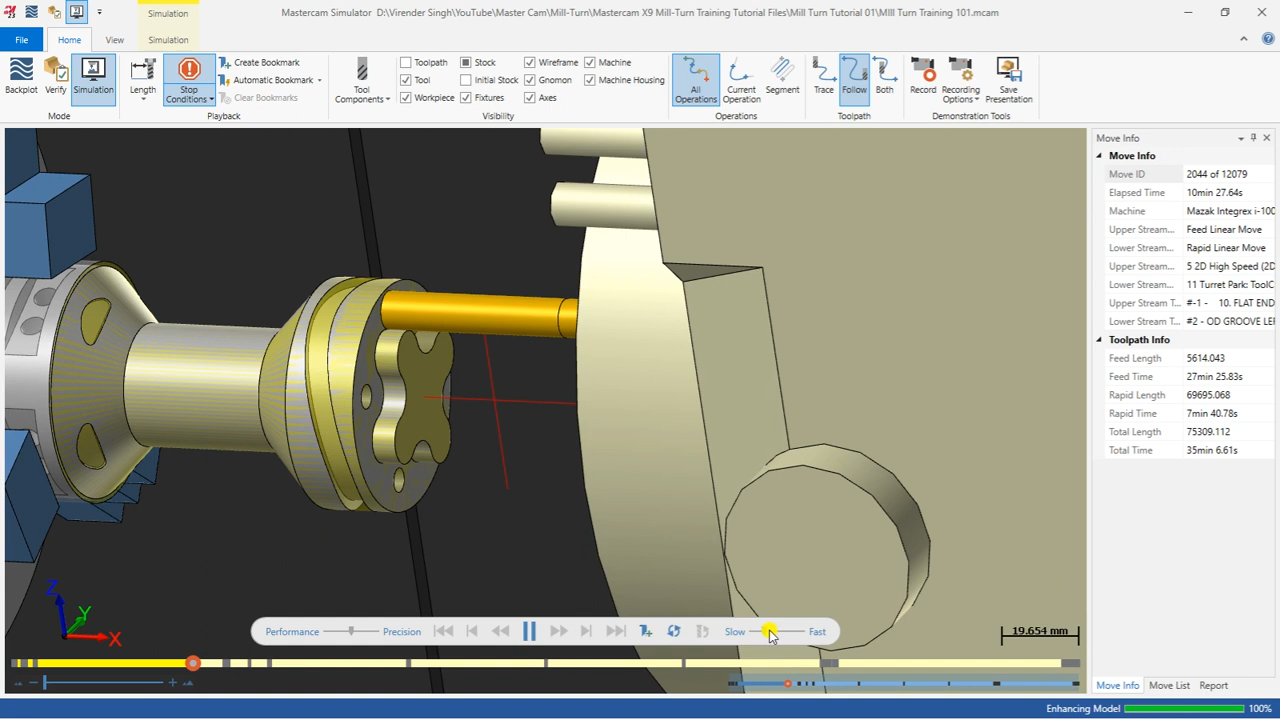 Simulation
Mastercam Simulator D:\Virender Singh\YouTube\Master Cam\Mill-Turn\Mastercam X9 Mill-Turn Training Tutorial Files\Mill Turn Tutorial 01\Mill Turn Training 101.mcam
File
Home
View
Simulation
Backplot
Verify
Simulation
Mode
Length
Stop
Conditions
Create Bookmark
Automatic Bookmark
Clear Bookmarks
Playback
Tool
Components
Toolpath
Stock
Wireframe
Machine
Tool
Initial Stock
Gnomon
Machine Housing
Workpiece
Fixtures
Axes
Visibility
All
Operations
Current
Operation
Segment
Operations
Trace
Follow
Both
Toolpath
Record
Recording
Options
Save
Presentation
Demonstration Tools
Move Info
Move Info
Move ID 2044 of 12079
Elapsed Time 10min 27.64s
Machine Mazak Integrex i-100
Upper Stream... Feed Linear Move
Lower Stream... Rapid Linear Move
Upper Stream... 5 2D High Speed (2D
Lower Stream... 11 Turret Park: ToolC
Upper Stream T... #-1 - 10. FLAT END
Lower Stream T... #2 - OD GROOVE LE
Toolpath Info
Feed Length 5614.043
Feed Time 27min 25.83s
Rapid Length 69695.068
Rapid Time 7min 40.78s
Total Length 75309.112
Total Time 35min 6.61s
Z
Y
X
Performance
Precision
Slow
Fast
19.654 mm
Move Info
Move List
Report
Enhancing Model
100%